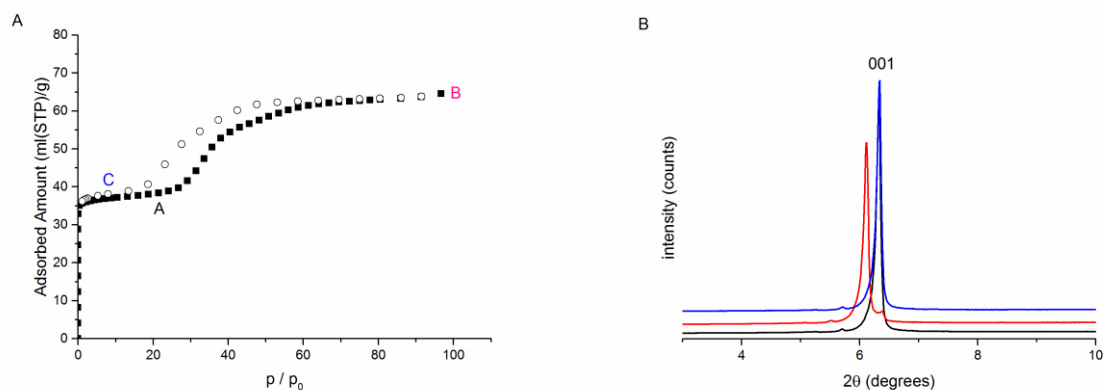 A
Adsorbed Amount (ml(STP)/g)
80
70
60
50
40
30
20
10
0
C
A
B
0 20 40 60 80 100
p / p₀
B
001
intensity (counts)
4 6 8 10
2θ (degrees)